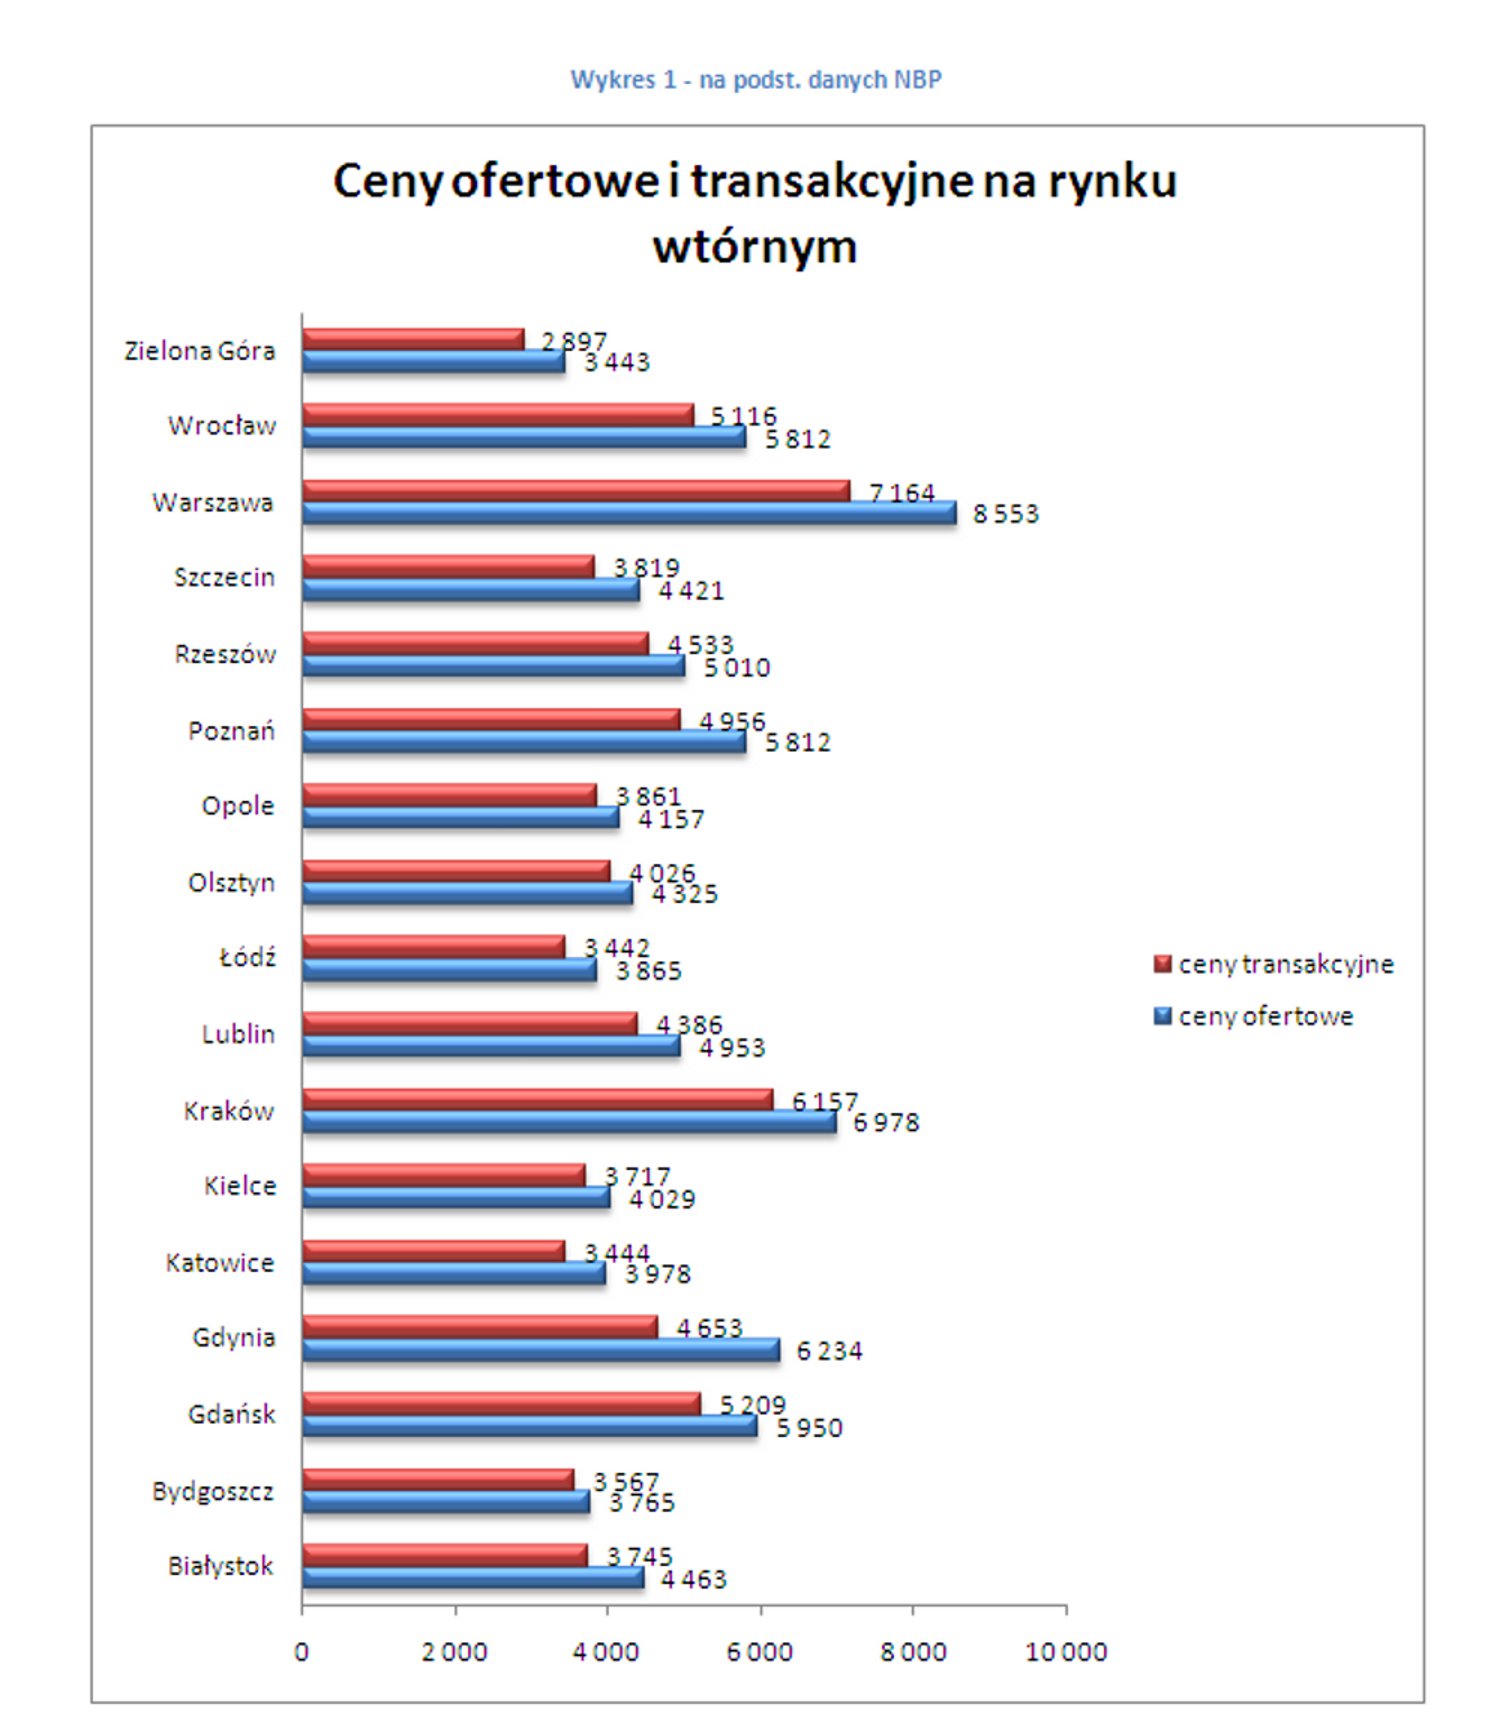 Wykres 1 - na podst. danych NBP
Ceny ofertowe i transakcyjne na rynku
wtórnym
Zielona Góra
2 897
3 443
Wrocław
5 116
5 812
Warszawa
7 164
8 553
Szczecin
3 819
4 421
Rzeszów
4 533
5 010
Poznań
4 956
5 812
Opole
3 861
4 157
Olsztyn
4 026
4 325
Łódź
3 442
3 865
Lublin
4 386
4 953
Kraków
6 157
6 978
Kielce
3 717
4 029
Katowice
3 444
3 978
Gdynia
4 653
6 234
Gdańsk
5 209
5 950
Bydgoszcz
3 567
3 765
Białystok
3 745
4 463
ceny transakcyjne
ceny ofertowe
0 2 000 4 000 6 000 8 000 10 000